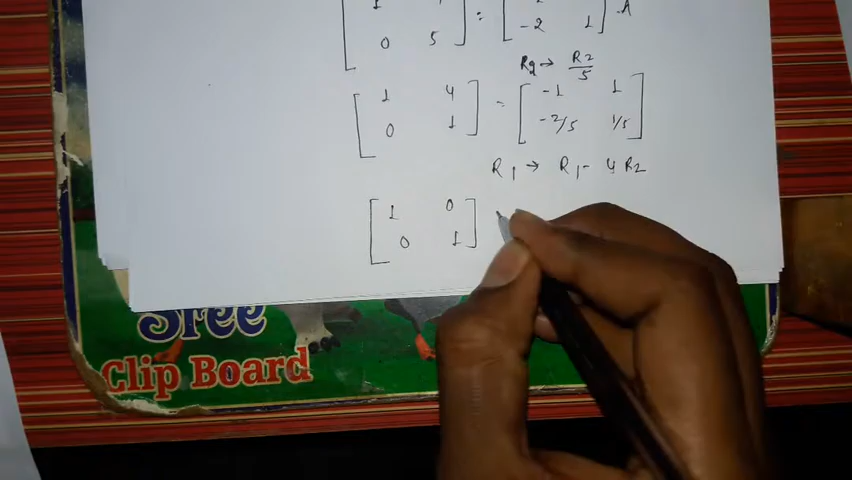 0 5 = -2 1 A
R2 → R2/5
1 4 = -1 1
0 1 -2/5 1/5
R1 → R1 - 4 R2
1 0
0 1
Sree
Clip Board